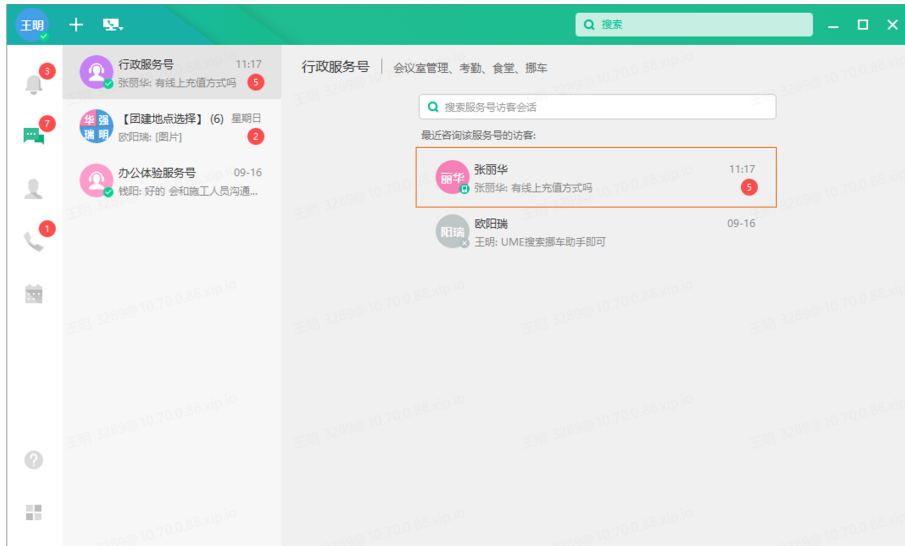 王明
搜索
3
行政服务号 11:17
张丽华: 有线上充值方式吗 5
行政服务号 会议室管理、考勤、食堂、挪车
搜索服务号访客会话
7
华 强
瑞 明
【团建地点选择】 (6) 星期日
欧阳瑞: [图片] 2
最近咨询该服务号的访客:
办公体验服务号 09-16
钱阳: 好的 会和施工人员沟通...
丽华
张丽华 11:17
张丽华: 有线上充值方式吗 5
1
阳瑞
欧阳瑞 09-16
王明: UME搜索挪车助手即可